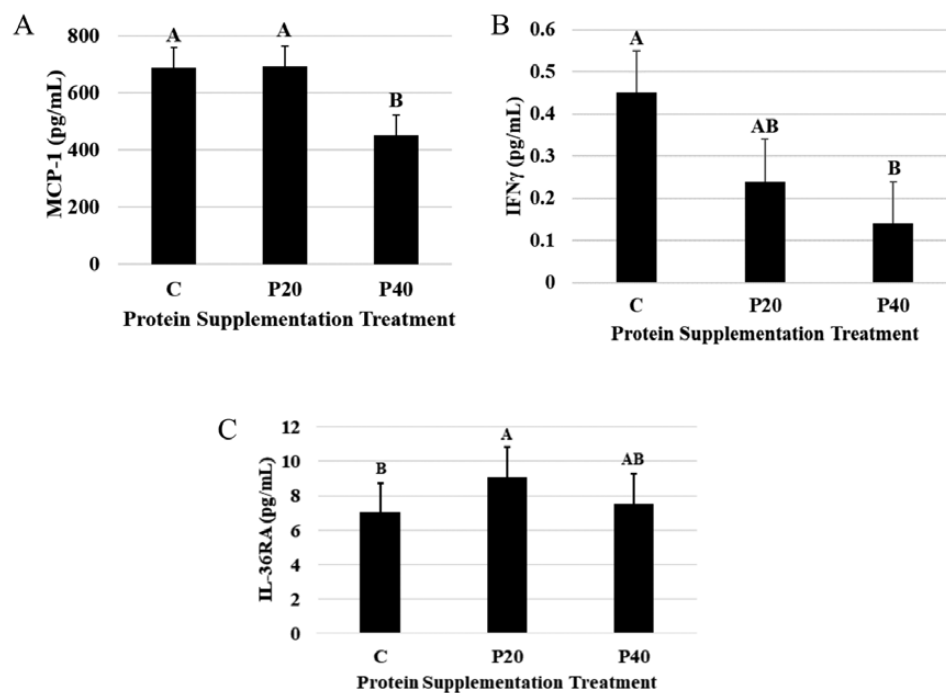 A
MCP-1 (pg/mL)
800
600
400
200
0
A
A
B
C P20 P40
Protein Supplementation Treatment
B
IFNγ (pg/mL)
0.6
0.5
0.4
0.3
0.2
0.1
0
A
AB
B
C P20 P40
Protein Supplementation Treatment
C
IL-36RA (pg/mL)
12
10
8
6
4
2
0
B
A
AB
C P20 P40
Protein Supplementation Treatment